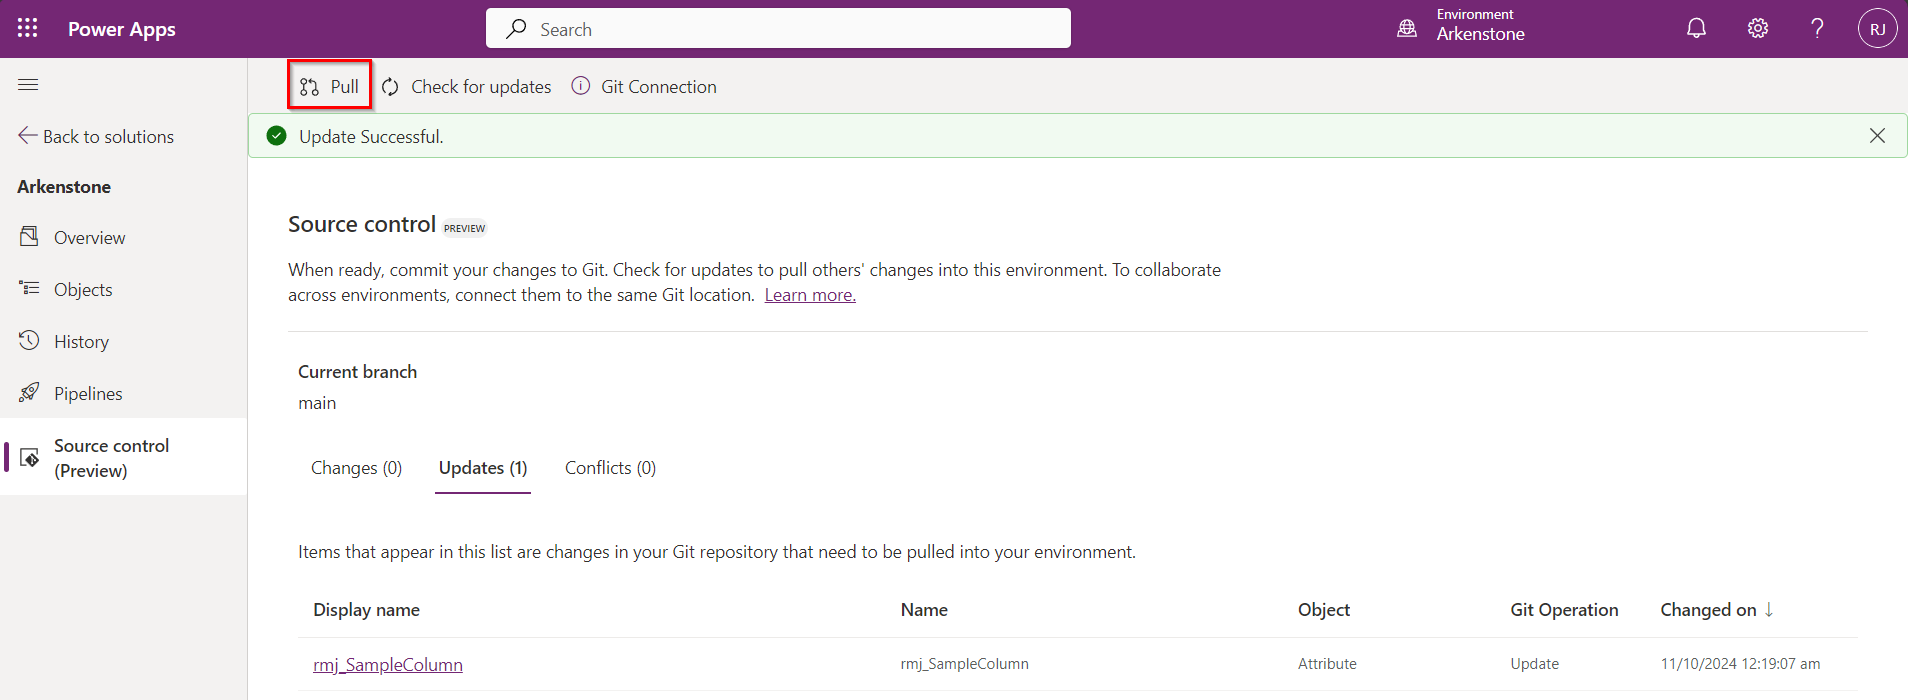 Power Apps
Search
Environment
Arkenstone
RJ
Pull
Check for updates
Git Connection
Back to solutions
Update Successful.
Arkenstone
Overview
Objects
History
Pipelines
Source control
(Preview)
Source control PREVIEW
When ready, commit your changes to Git. Check for updates to pull others' changes into this environment. To collaborate
across environments, connect them to the same Git location. Learn more.
Current branch
main
Changes (0) Updates (1) Conflicts (0)
Items that appear in this list are changes in your Git repository that need to be pulled into your environment.
Display name Name Object Git Operation Changed on ↓
rmj_SampleColumn rmj_SampleColumn Attribute Update 11/10/2024 12:19:07 am